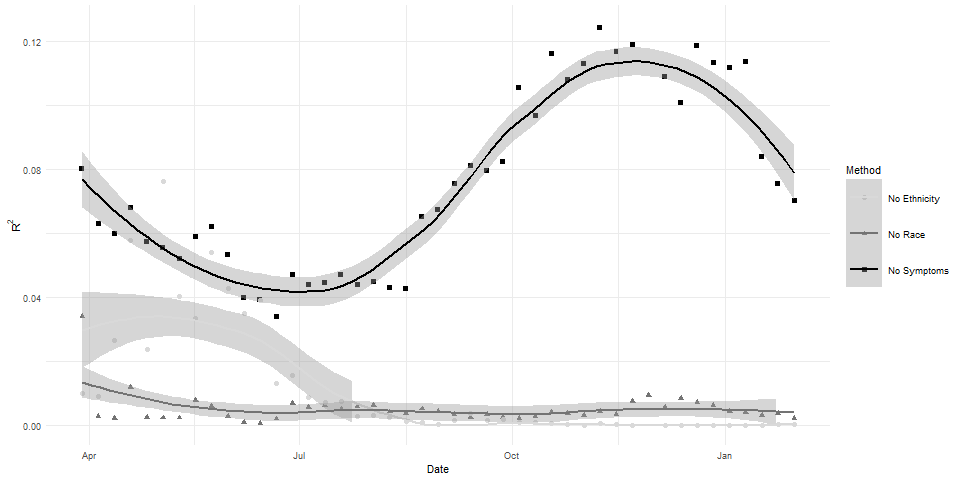 0.12
0.08
0.04
0.00
R²
Apr
Jul
Oct
Jan
Date
Method
No Ethnicity
No Race
No Symptoms